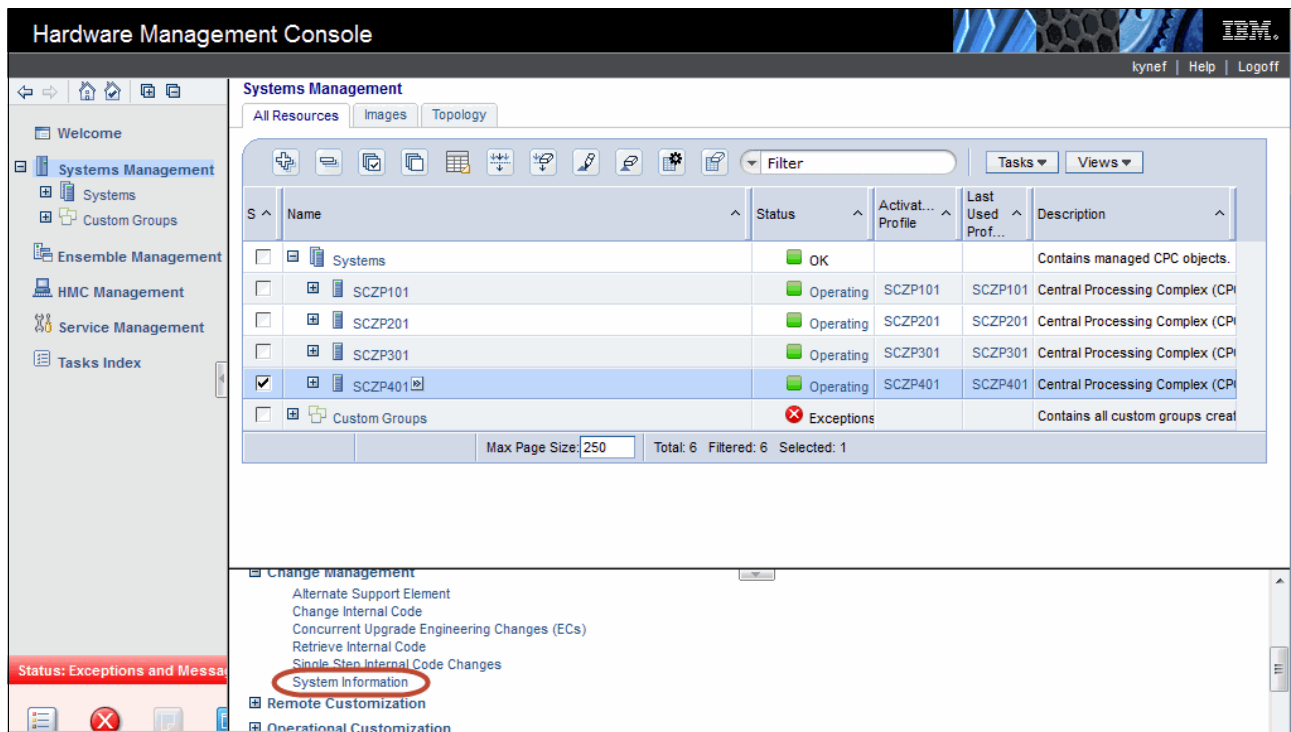 Hardware Management Console
IBM.
kynef | Help | Logoff
Welcome
Systems Management
Systems
Custom Groups
Ensemble Management
HMC Management
Service Management
Tasks Index
Status: Exceptions and Messag
Systems Management
All Resources Images Topology
Filter Tasks Views
S Name Status Activat... Profile Last Used Prof... Description
Systems OK Contains managed CPC objects.
SCZP101 Operating SCZP101 SCZP101 Central Processing Complex (CPC
SCZP201 Operating SCZP201 SCZP201 Central Processing Complex (CPC
SCZP301 Operating SCZP301 SCZP301 Central Processing Complex (CPC
SCZP401 Operating SCZP401 SCZP401 Central Processing Complex (CPC
Custom Groups Exceptions Contains all custom groups creat
Max Page Size: 250 Total: 6 Filtered: 6 Selected: 1
Change Management
Alternate Support Element
Change Internal Code
Concurrent Upgrade Engineering Changes (ECs)
Retrieve Internal Code
Single Step Internal Code Changes
System Information
Remote Customization
Operational Customization